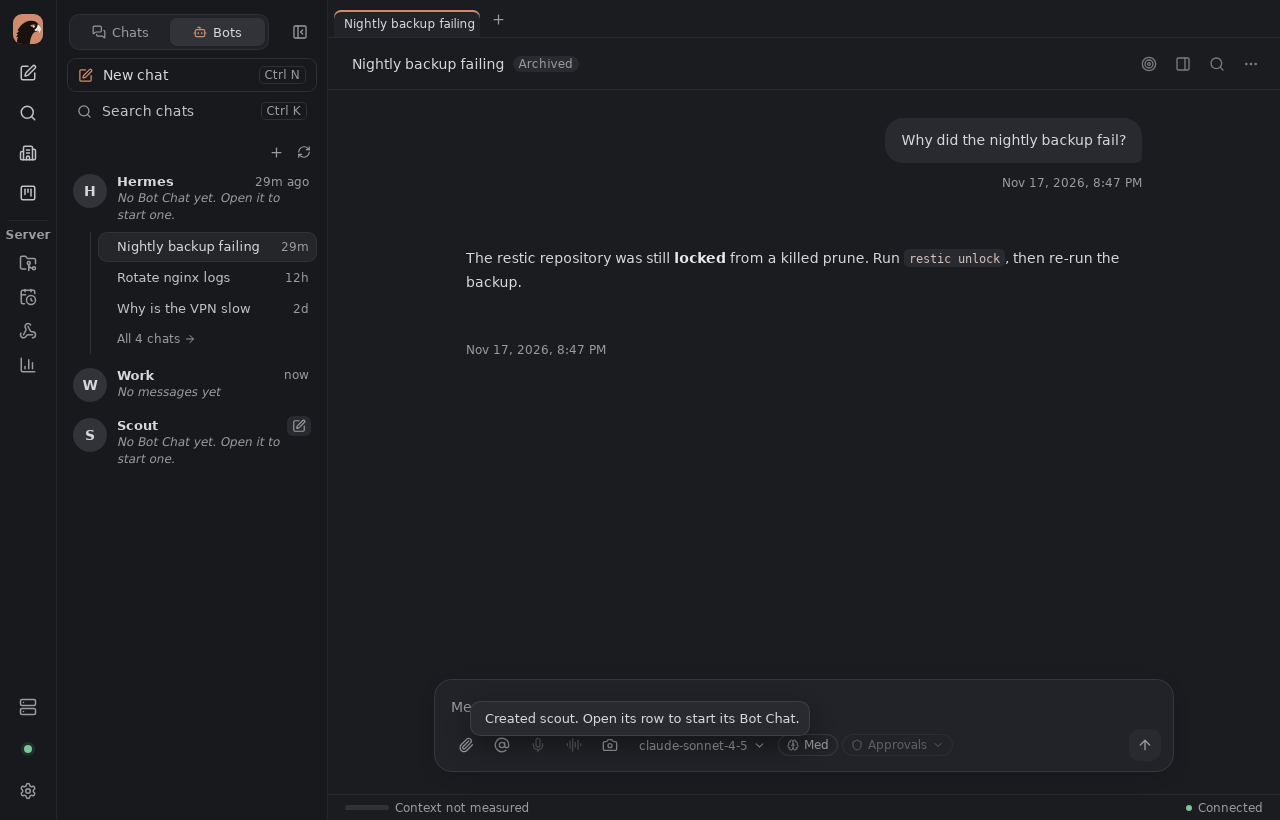 Chats
Bots
New chat
Ctrl N
Search chats
Ctrl K
H
Hermes
29m ago
No Bot Chat yet. Open it to
start one.
Nightly backup failing
29m
Rotate nginx logs
12h
Why is the VPN slow
2d
All 4 chats
W
Work
now
No messages yet
S
Scout
No Bot Chat yet. Open it to
start one.
Server
Nightly backup failing
Nightly backup failing
Archived
Why did the nightly backup fail?
Nov 17, 2026, 8:47 PM
The restic repository was still locked from a killed prune. Run restic unlock, then re-run the
backup.
Nov 17, 2026, 8:47 PM
Created scout. Open its row to start its Bot Chat.
claude-sonnet-4-5
Med
Approvals
Context not measured
Connected